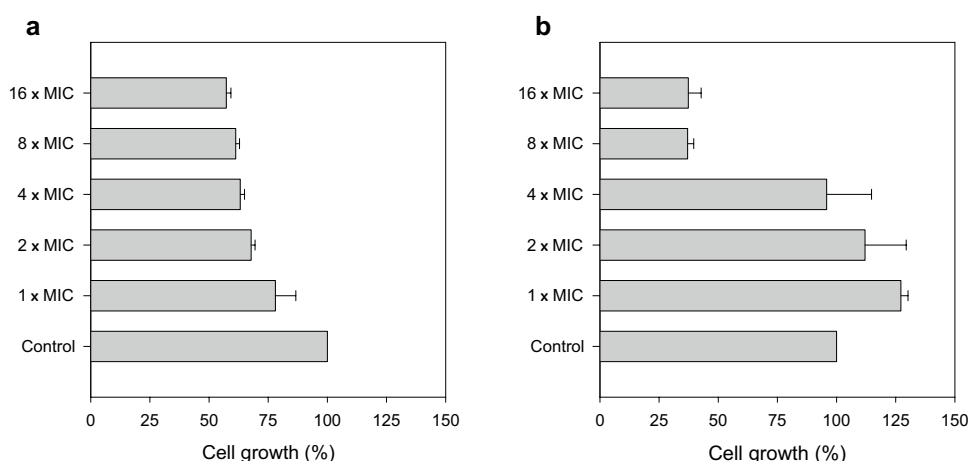 a
16 x MIC
8 x MIC
4 x MIC
2 x MIC
1 x MIC
Control
0 25 50 75 100 125 150
Cell growth (%)
b
16 x MIC
8 x MIC
4 x MIC
2 x MIC
1 x MIC
Control
0 25 50 75 100 125 150
Cell growth (%)